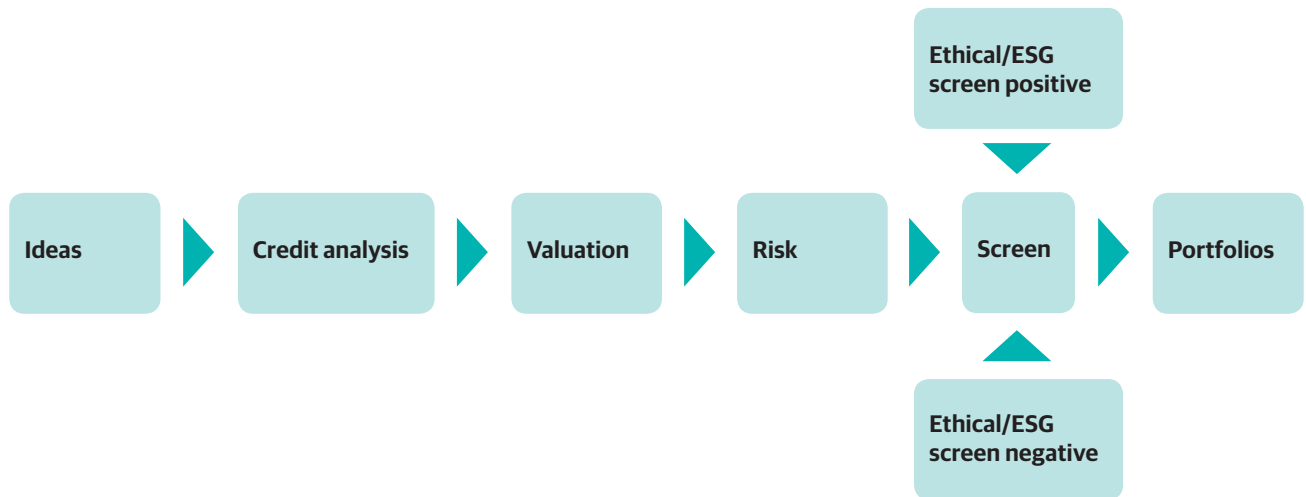 Ethical/ESG
screen positive
Ideas
Credit analysis
Valuation
Risk
Screen
Portfolios
Ethical/ESG
screen negative